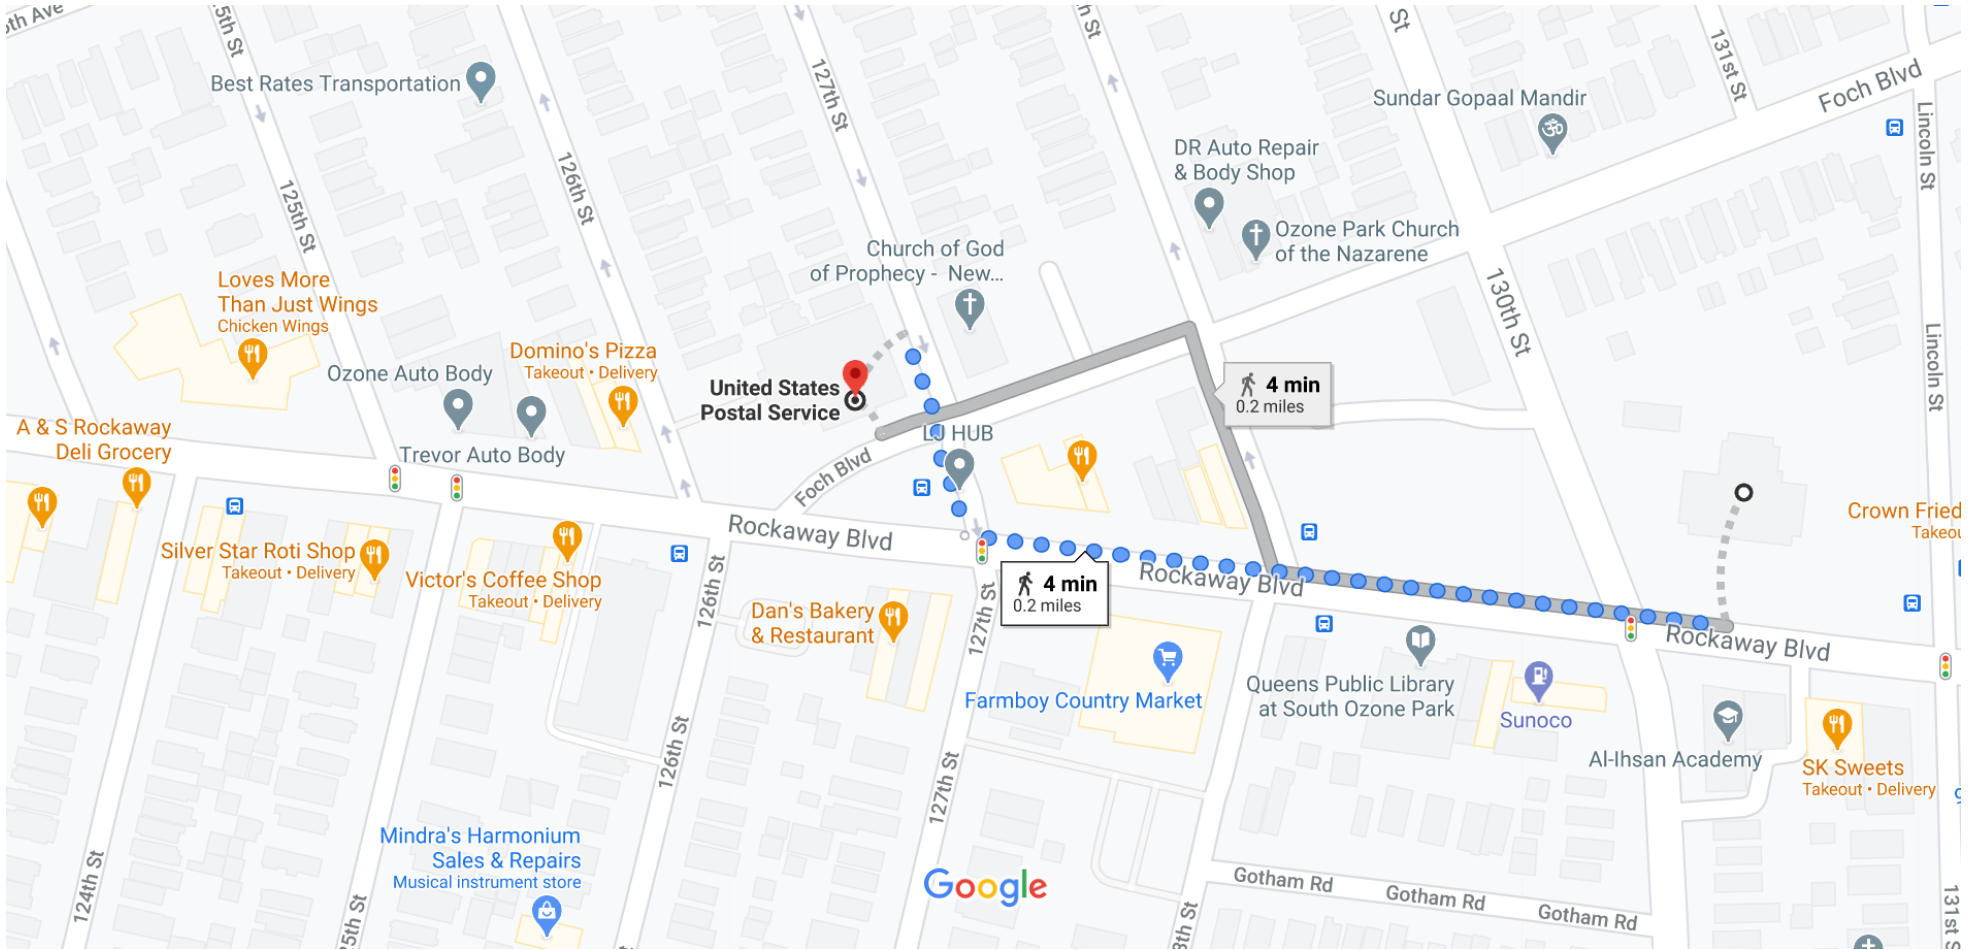 5th Ave
5th St
Best Rates Transportation
127th St
h St
St
131st St
Foch Blvd
Sundar Gopaal Mandir
Lincoln St
DR Auto Repair
& Body Shop
125th St
126th St
Ozone Park Church
of the Nazarene
Church of God
of Prophecy - New...
Loves More
Than Just Wings
Chicken Wings
130th St
Lincoln St
Domino's Pizza
Takeout • Delivery
Ozone Auto Body
United States
Postal Service
4 min
0.2 miles
A & S Rockaway
Deli Grocery
Trevor Auto Body
LJ HUB
Foch Blvd
Crown Fried
Takeou
Rockaway Blvd
Silver Star Roti Shop
Takeout • Delivery
Victor's Coffee Shop
Takeout • Delivery
126th St
4 min
0.2 miles
Rockaway Blvd
Dan's Bakery
& Restaurant
127th St
Rockaway Blvd
Farmboy Country Market
Queens Public Library
at South Ozone Park
Sunoco
Al-Ihsan Academy
SK Sweets
Takeout • Delivery
126th St
127th St
Mindra's Harmonium
Sales & Repairs
Musical instrument store
124th St
25th St
Google
8th St
Gotham Rd
Gotham Rd
Gotham Rd
131st